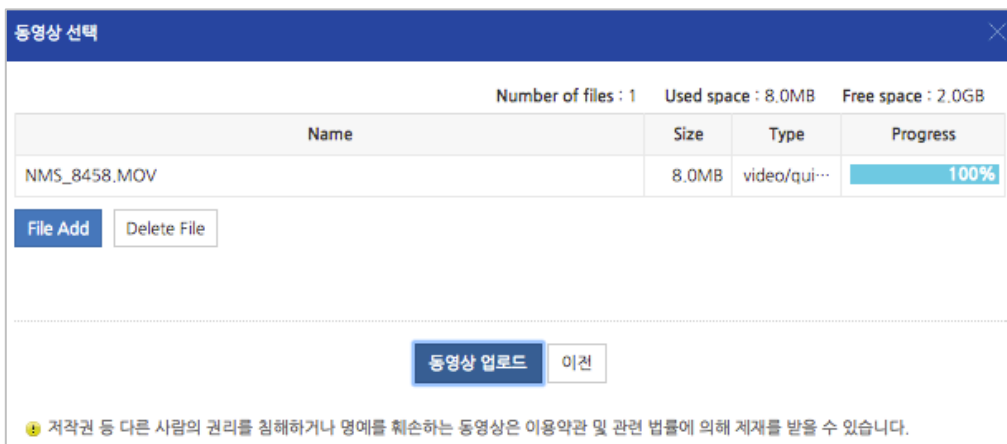 동영상 선택
Number of files : 1 Used space : 8.0MB Free space : 2.0GB
Name Size Type Progress
NMS_8458.MOV 8.0MB video/qui… 100%
File Add Delete File
동영상 업로드 이전
저작권 등 다른 사람의 권리를 침해하거나 명예를 훼손하는 동영상은 이용약관 및 관련 법률에 의해 제재를 받을 수 있습니다.